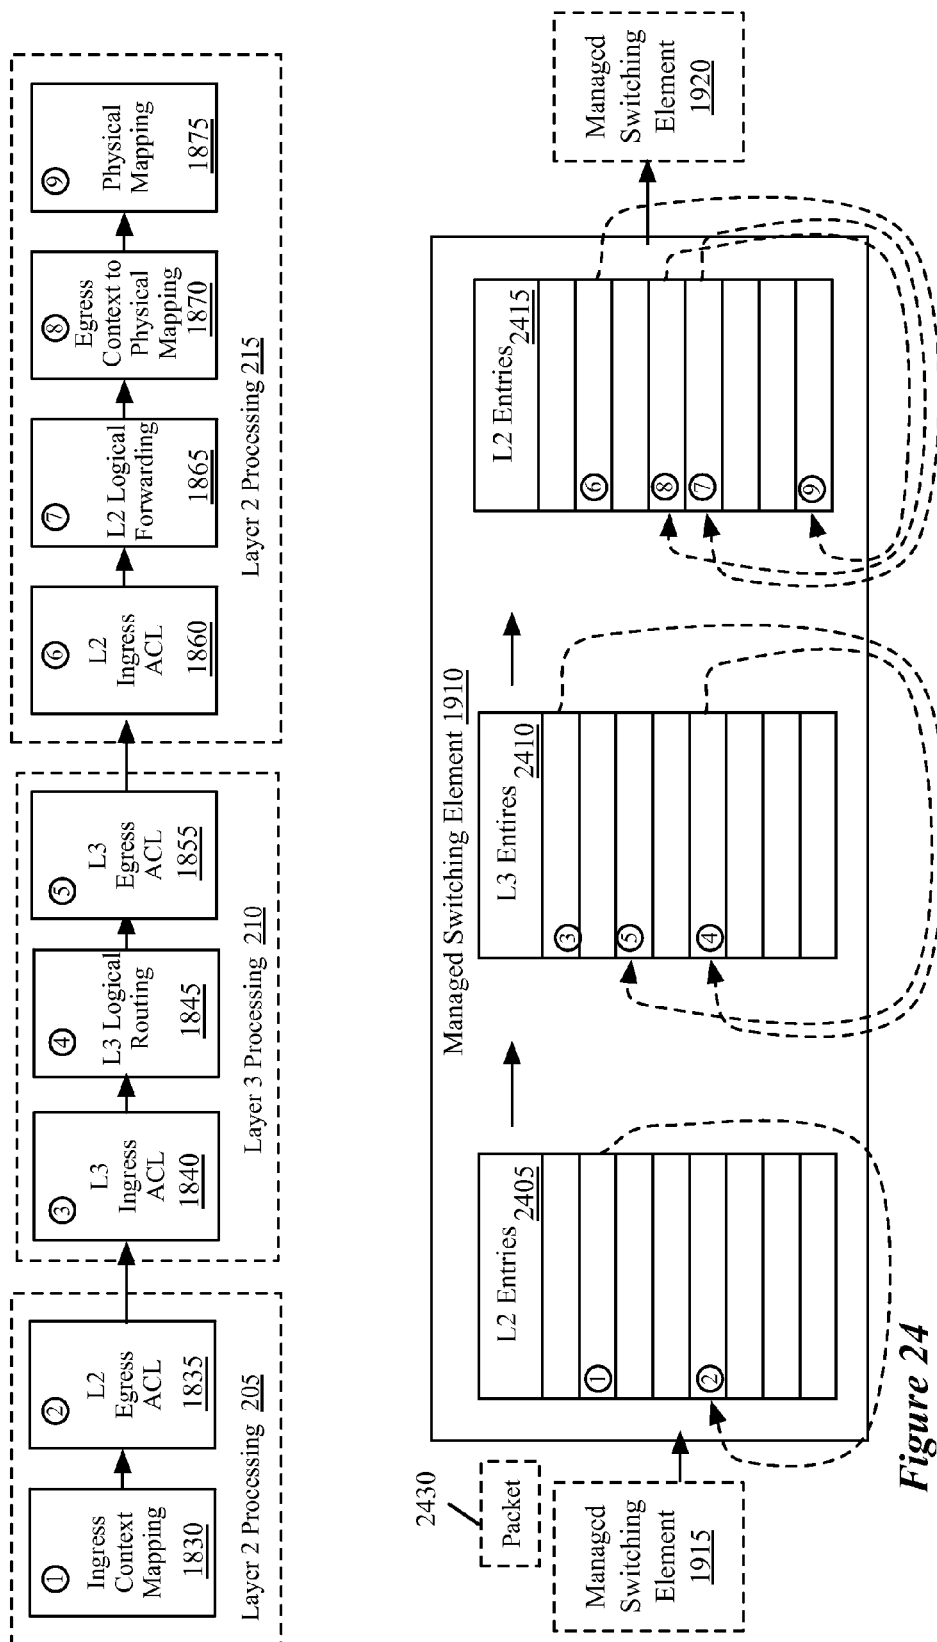 ①
Ingress
Context
Mapping
1830
②
L2
Egress
ACL
1835
Layer 2 Processing 205
③
L3
Ingress
ACL
1840
④
L3 Logical
Routing
1845
⑤
L3
Egress
ACL
1855
Layer 3 Processing 210
⑥
L2
Ingress
ACL
1860
⑦
L2 Logical
Forwarding
1865
⑧
Egress
Context to
Physical
Mapping
1870
⑨
Physical
Mapping
1875
Layer 2 Processing 215
2430
Packet
Managed
Switching
Element
1915
Managed Switching Element 1910
L2 Entries
2405
①
②
L3 Entires
2410
③
⑤
④
L2 Entries
2415
⑥
⑧
⑦
⑨
Managed
Switching
Element
1920
Figure 24